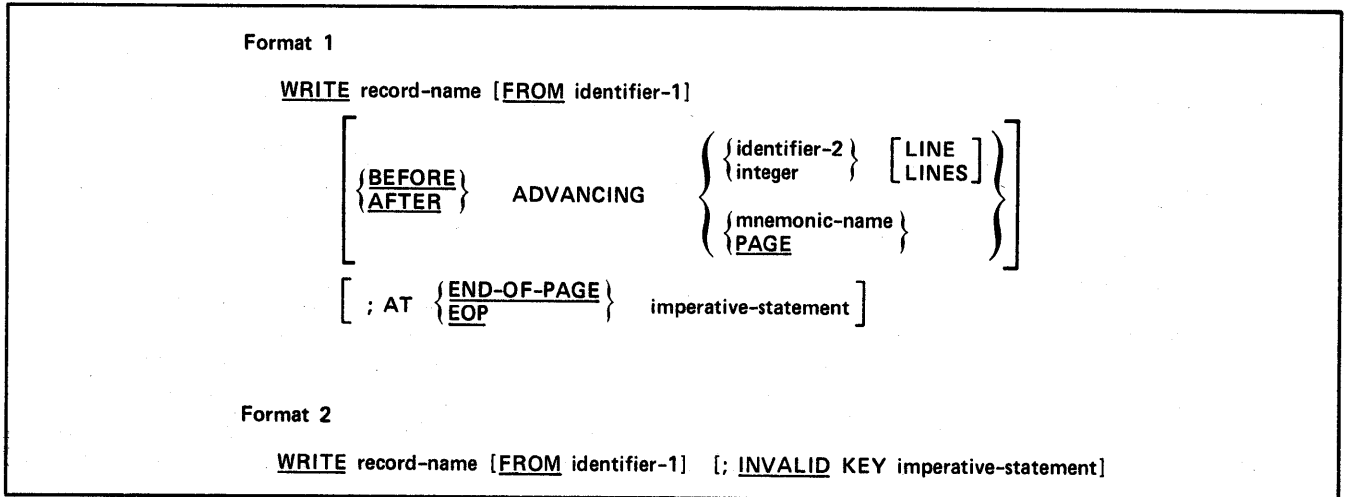 Format 1
WRITE record-name [FROM identifier-1]
[ {BEFORE / AFTER} ADVANCING { {identifier-2 / integer} [LINE / LINES] / {mnemonic-name / PAGE} } ]
[ ; AT {END-OF-PAGE / EOP} imperative-statement ]
Format 2
WRITE record-name [FROM identifier-1] [; INVALID KEY imperative-statement]